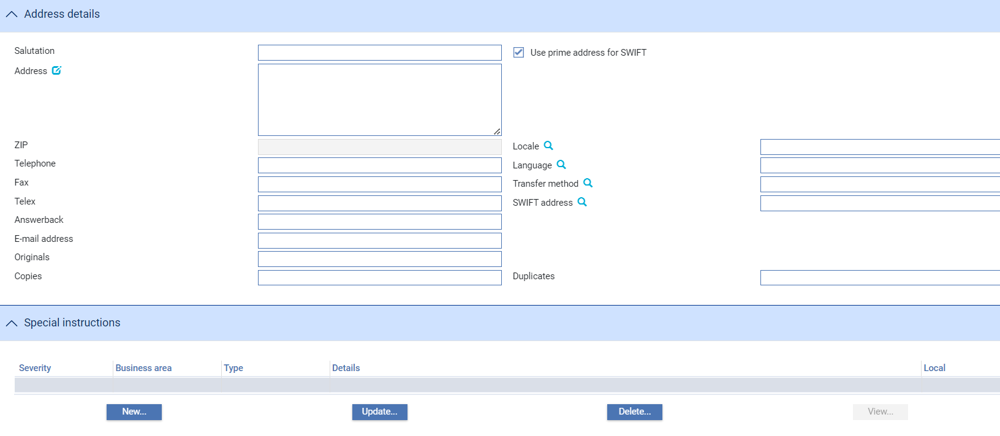 Address details
Salutation
Use prime address for SWIFT
Address
ZIP
Locale
Telephone
Language
Fax
Transfer method
Telex
SWIFT address
Answerback
E-mail address
Originals
Copies
Duplicates
Special instructions
Severity Business area Type Details Local
New... Update... Delete... View...